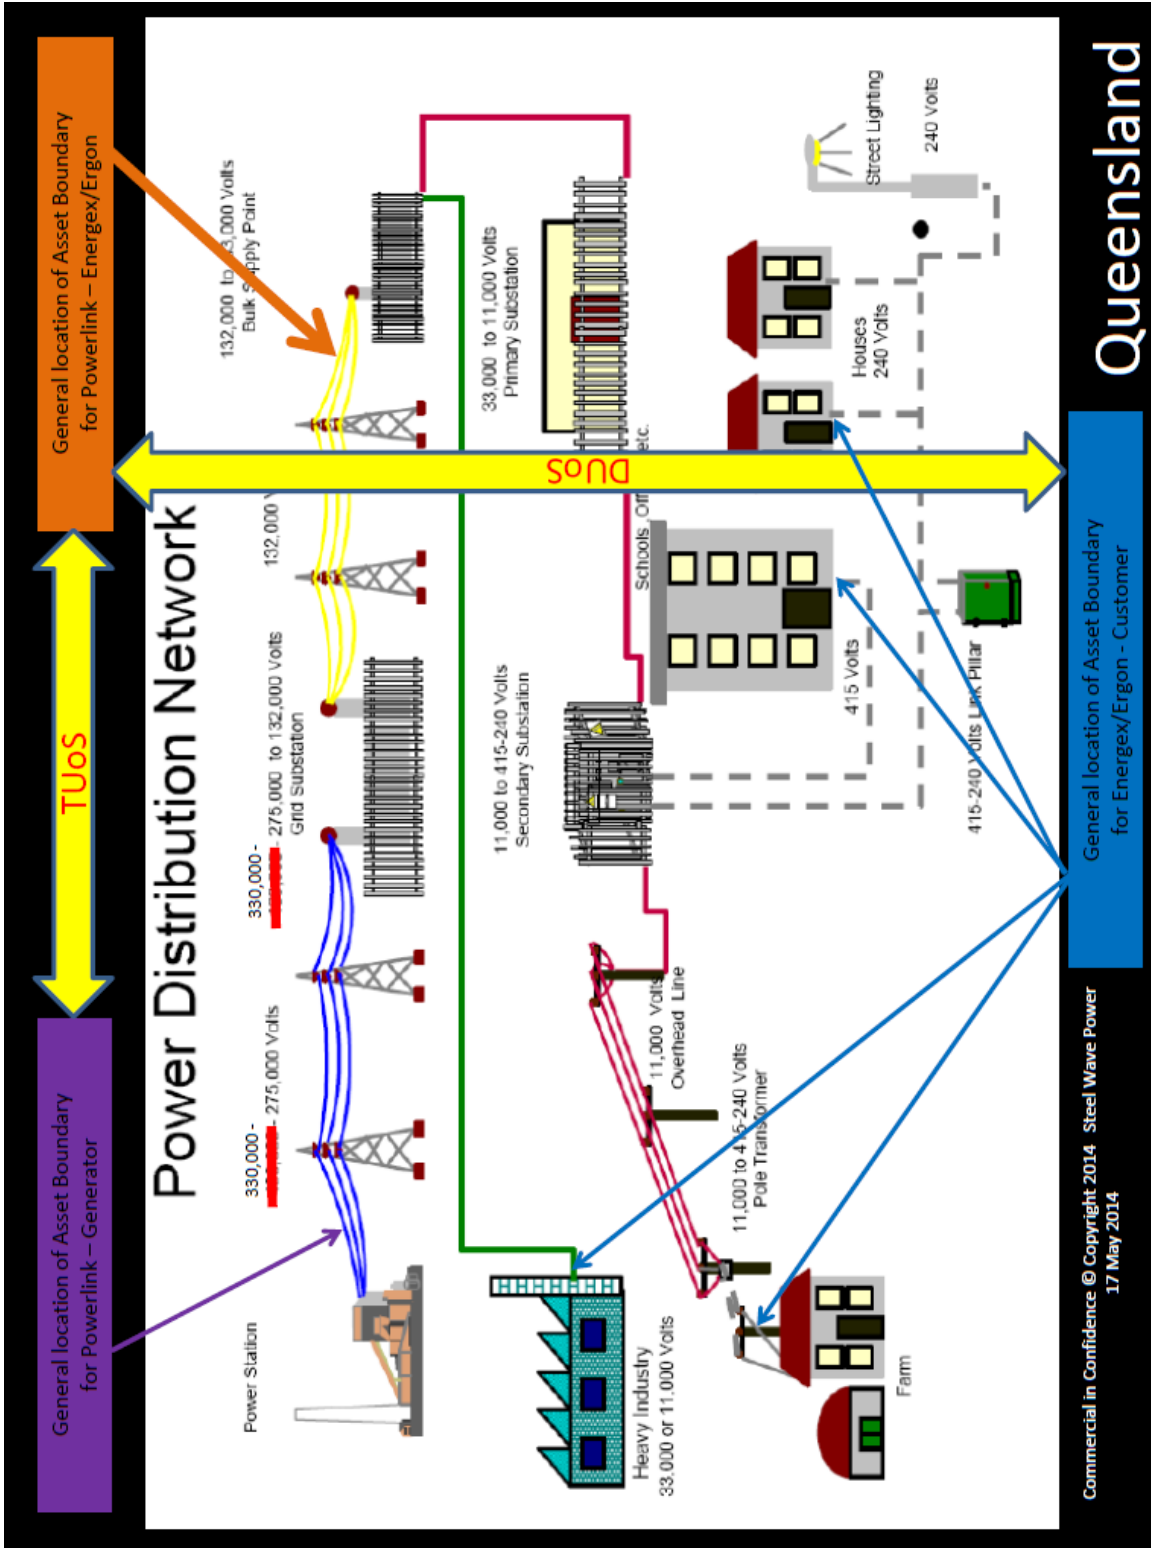 General location of Asset Boundary
for Powerlink – Generator
TUoS
General location of Asset Boundary
for Powerlink – Energex/Ergon
Power Distribution Network
Power Station
330,000 -
- 275,000 Volts
330,000 -
- 275,000 to 132,000 Volts
Grid Substation
132,000 V
132,000 to 33,000 Volts
Bulk Supply Point
DUoS
Heavy Industry
33,000 or 11,000 Volts
11,000 to 415-240 Volts
Secondary Substation
33,000 to 11,000 Volts
Primary Substation
11,000 Volts
Overhead Line
11,000 to 415-240 Volts
Pole Transformer
Farm
Schools, Off etc.
415 Volts
415-240 Volts Link Pillar
Houses
240 Volts
Street Lighting
240 Volts
General location of Asset Boundary
for Energex/Ergon - Customer
Queensland
Commercial in Confidence © Copyright 2014 Steel Wave Power
17 May 2014